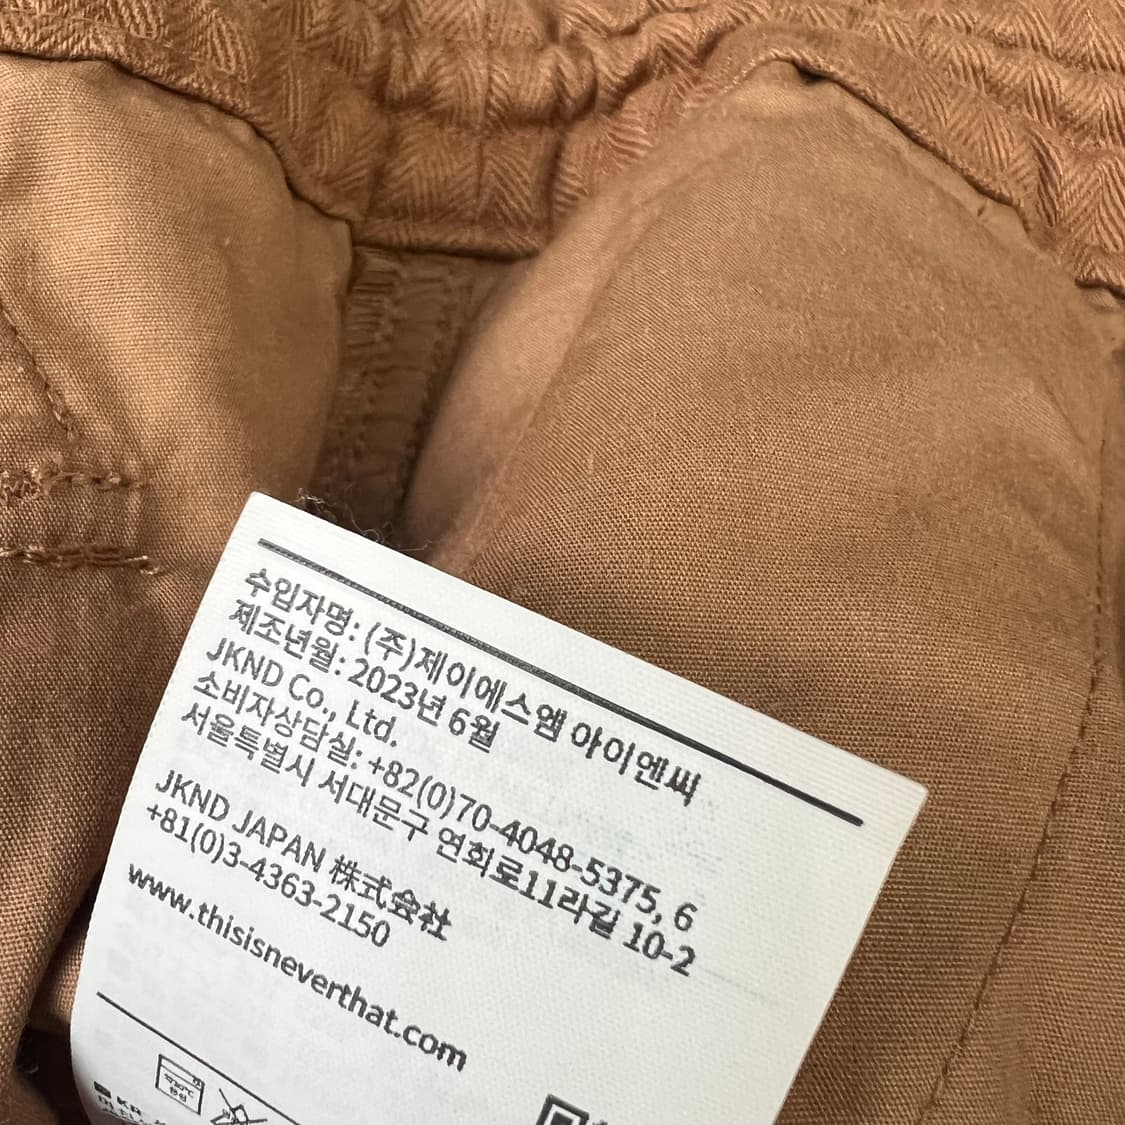 수입자명: (주)제이에스엠 아이엔씨
제조년월: 2023년 6월
JKND Co., Ltd.
소비자상담실: +82(0)70-4048-5375, 6
서울특별시 서대문구 연희로11라길 10-2
JKND JAPAN 株式会社
+81(0)3-4363-2150
www.thisisneverthat.com
KR